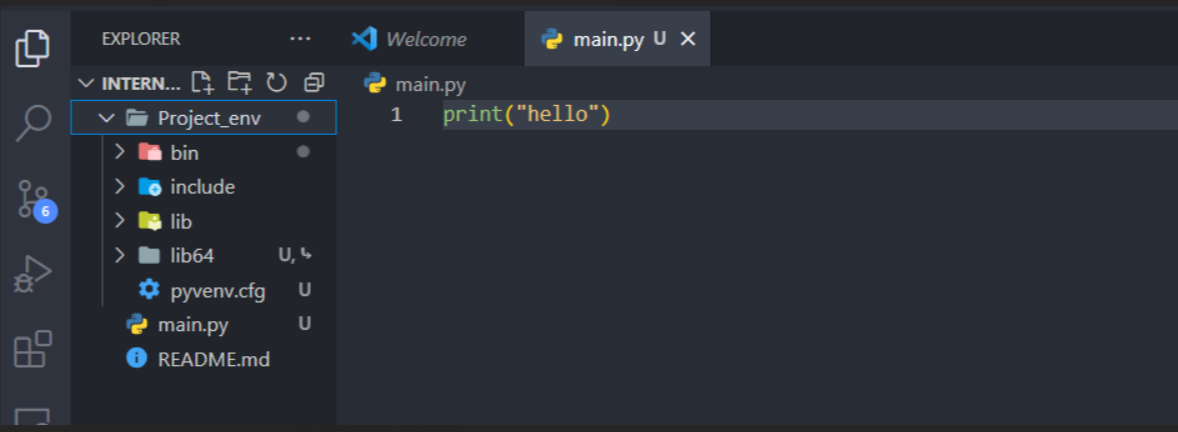 EXPLORER ···
INTERN...
Project_env
bin
include
lib
lib64 U,
pyvenv.cfg U
main.py U
README.md
6
Welcome
main.py U
main.py
1 print("hello")